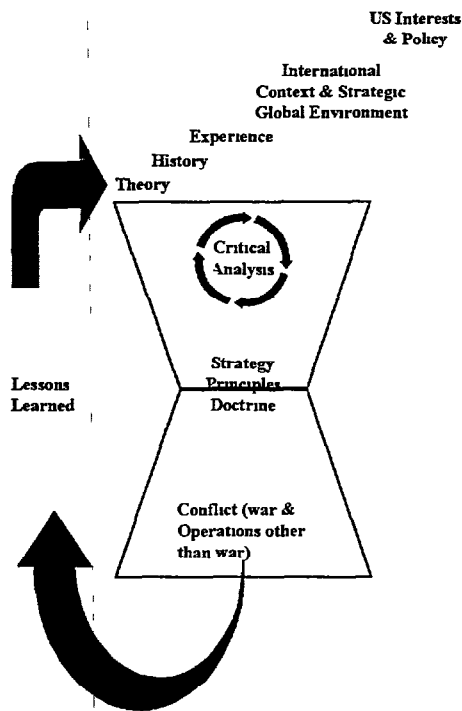 US Interests
& Policy
International
Context & Strategic
Global Environment
Experience
History
Theory
Critical
Analysis
Strategy
Principles
Doctrine
Lessons
Learned
Conflict (war &
Operations other
than war)